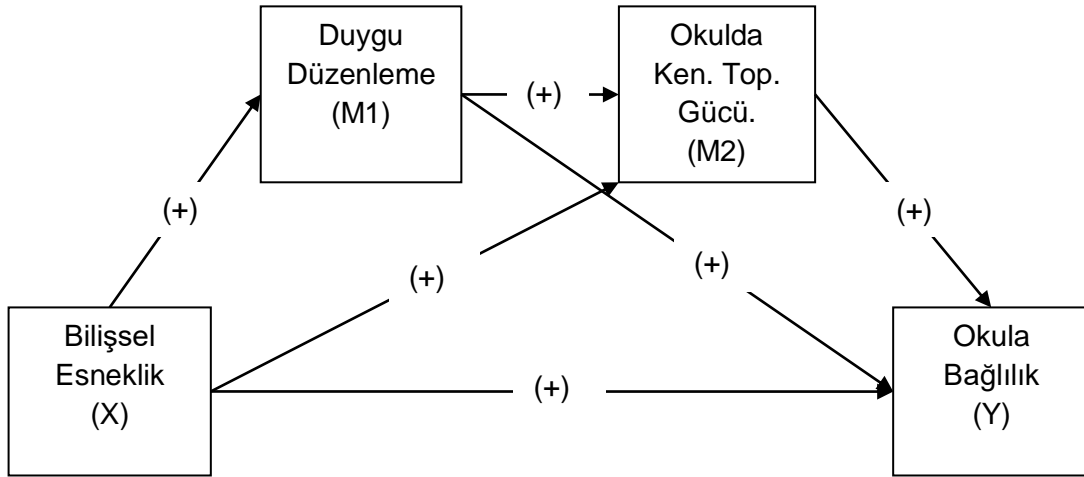 Duygu
Düzenleme
(M1)
(+)
Okulda
Ken. Top.
Gücü.
(M2)
(+)
(+)
(+)
(+)
Bilişsel
Esneklik
(X)
(+)
Okula
Bağlılık
(Y)